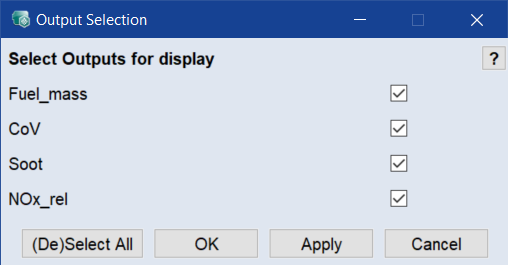 Output Selection
Select Outputs for display
?
Fuel_mass
CoV
Soot
NOx_rel
(De)Select All OK Apply Cancel